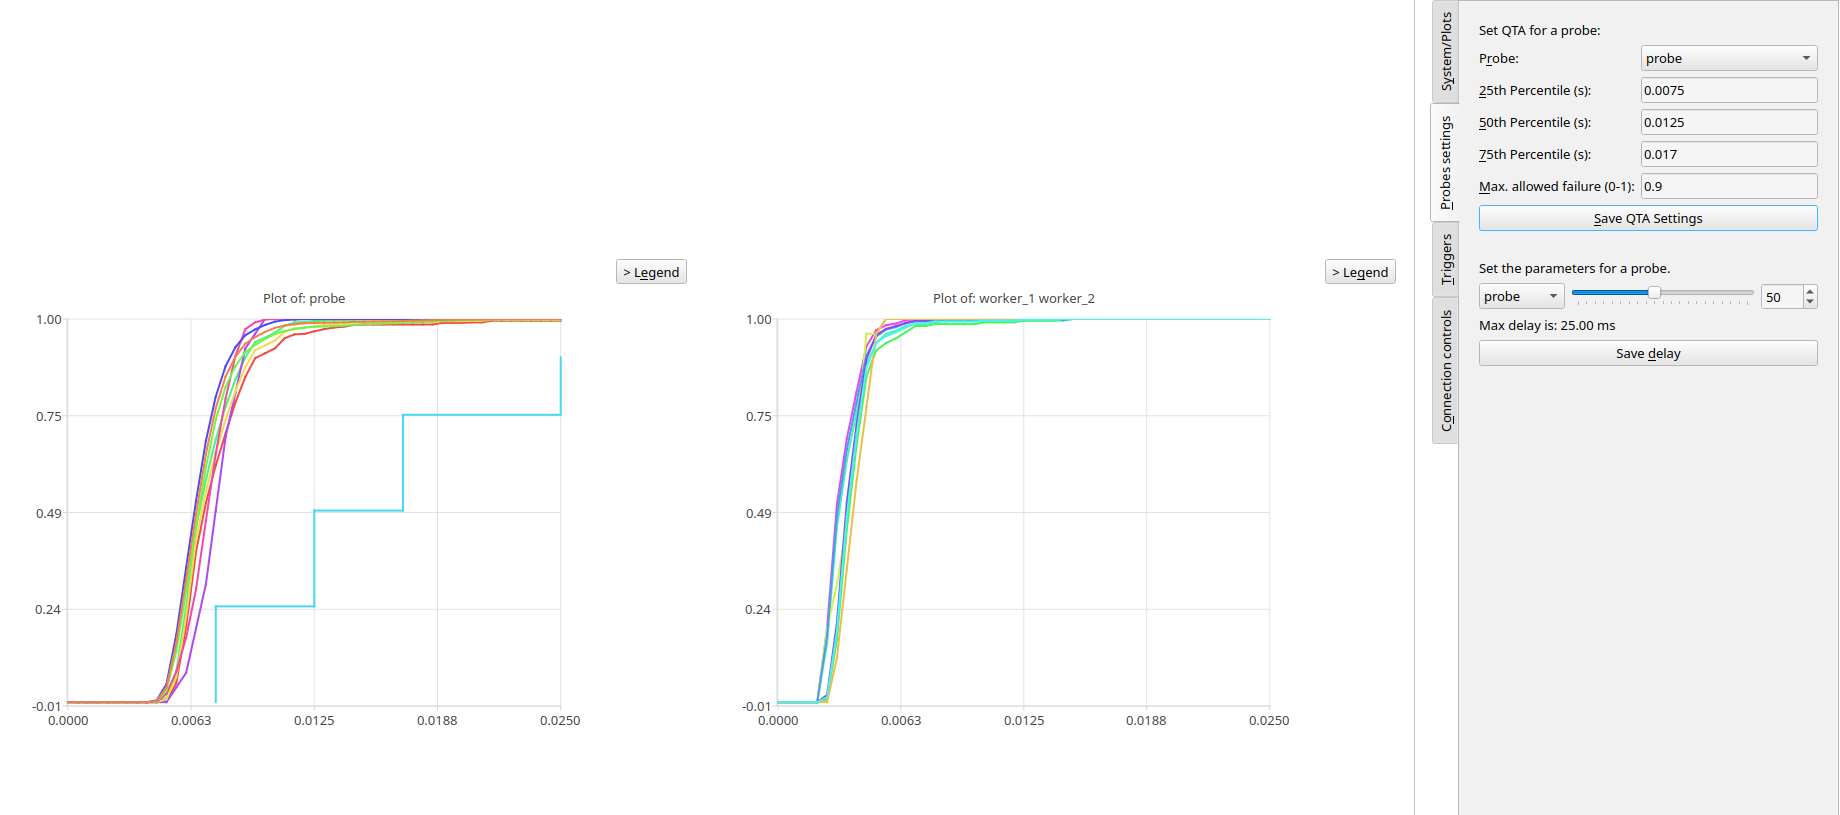 > Legend
Plot of: probe
1.00
0.75
0.49
0.24
-0.01
0.0000 0.0063 0.0125 0.0188 0.0250
> Legend
Plot of: worker_1 worker_2
1.00
0.75
0.49
0.24
-0.01
0.0000 0.0063 0.0125 0.0188 0.0250
System/Plots
Probes settings
Triggers
Connection controls
Set QTA for a probe:
Probe: probe
25th Percentile (s): 0.0075
50th Percentile (s): 0.0125
75th Percentile (s): 0.017
Max. allowed failure (0-1): 0.9
Save QTA Settings
Set the parameters for a probe.
probe 50
Max delay is: 25.00 ms
Save delay